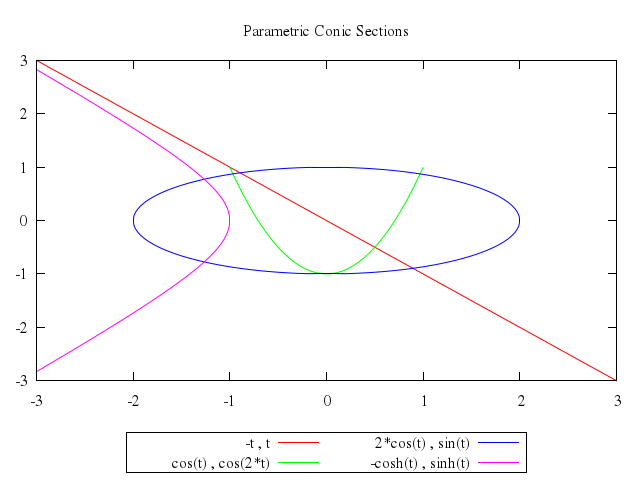 Parametric Conic Sections
3
2
1
0
-1
-2
-3
-3 -2 -1 0 1 2 3
-t , t 2*cos(t) , sin(t)
cos(t) , cos(2*t) -cosh(t) , sinh(t)